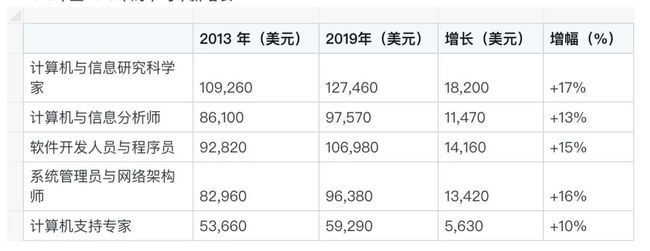 2013 年（美元） 2019年（美元） 增长（美元） 增幅（%）
计算机与信息研究科学
家 109,260 127,460 18,200 +17%
计算机与信息分析师 86,100 97,570 11,470 +13%
软件开发人员与程序员 92,820 106,980 14,160 +15%
系统管理员与网络架构
师 82,960 96,380 13,420 +16%
计算机支持专家 53,660 59,290 5,630 +10%